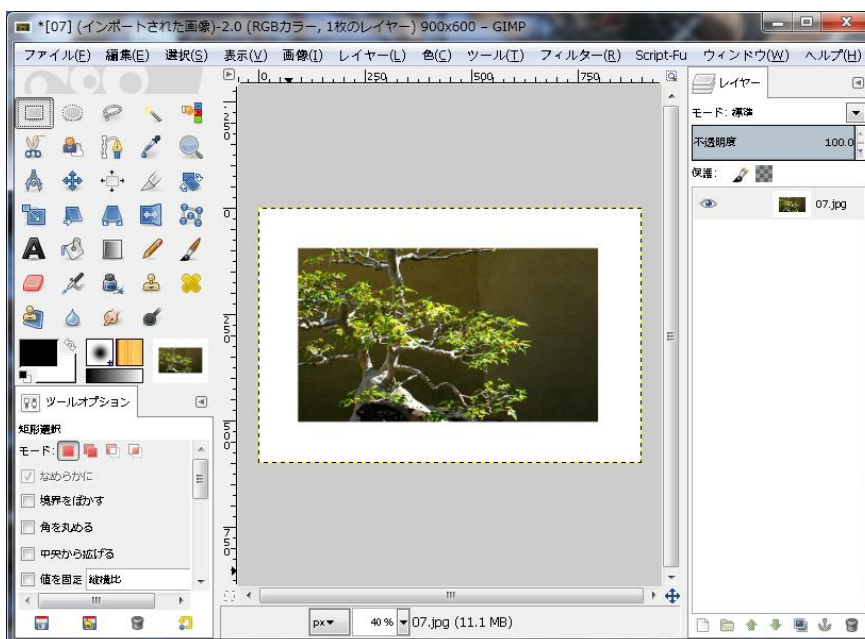 *[07] (インポートされた画像)-2.0 (RGBカラー, 1枚のレイヤー) 900x600 – GIMP
ファイル(F) 編集(E) 選択(S) 表示(V) 画像(I) レイヤー(L) 色(C) ツール(T) フィルター(R) Script-Fu ウィンドウ(W) ヘルプ(H)
0 250 500 750
250
0
250
500
750
レイヤー
モード: 標準
不透明度 100.0
保護:
07.jpg
ツールオプション
矩形選択
モード:
なめらかに
境界をぼかす
角を丸める
中央から拡げる
値を固定 縦横比
px 40 % 07.jpg (11.1 MB)